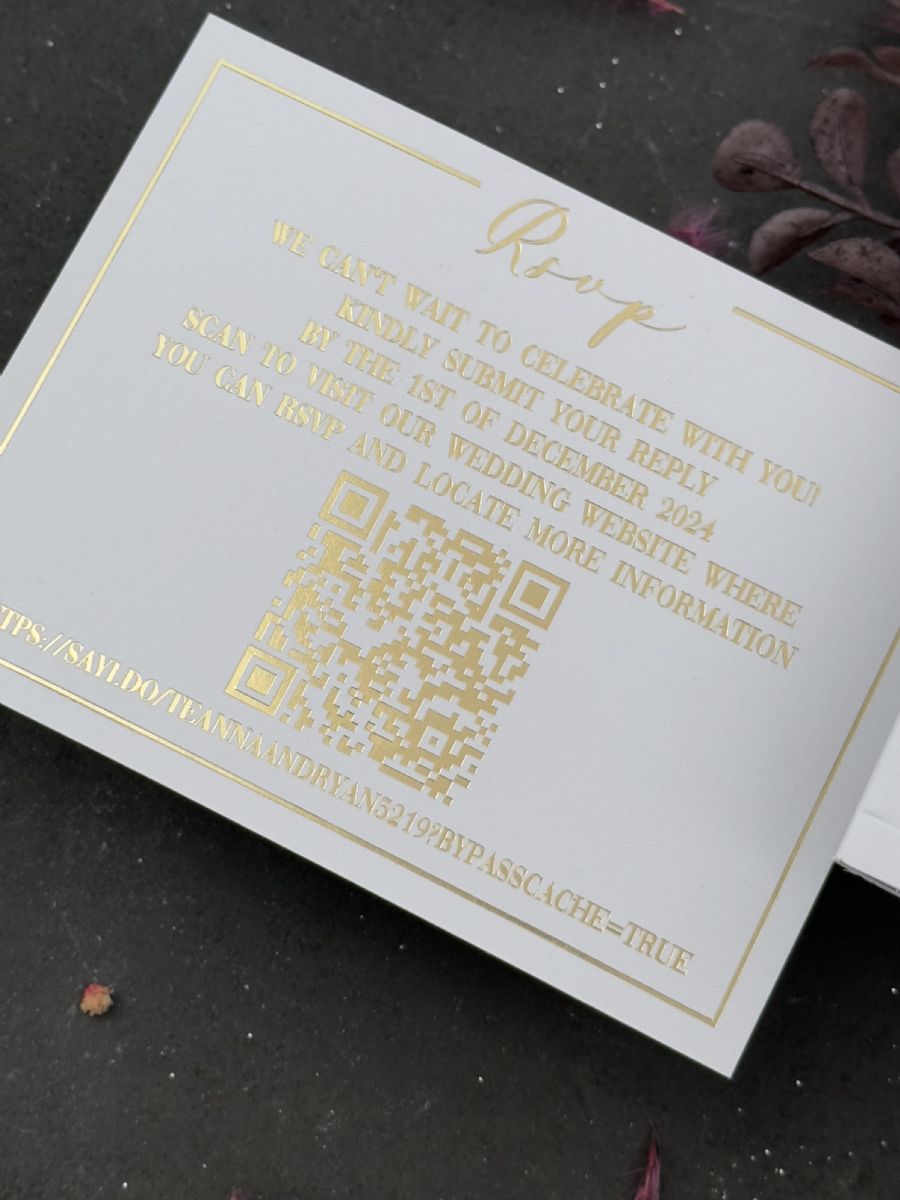 Rsvp
WE CAN'T WAIT TO CELEBRATE WITH YOU!
KINDLY SUBMIT YOUR REPLY
BY THE 1ST OF DECEMBER 2024
SCAN TO VISIT OUR WEDDING WEBSITE WHERE
YOU CAN RSVP AND LOCATE MORE INFORMATION
TPS://SAYI.DO/TEANNAANDRYAN5219?BYPASSCACHE=TRUE